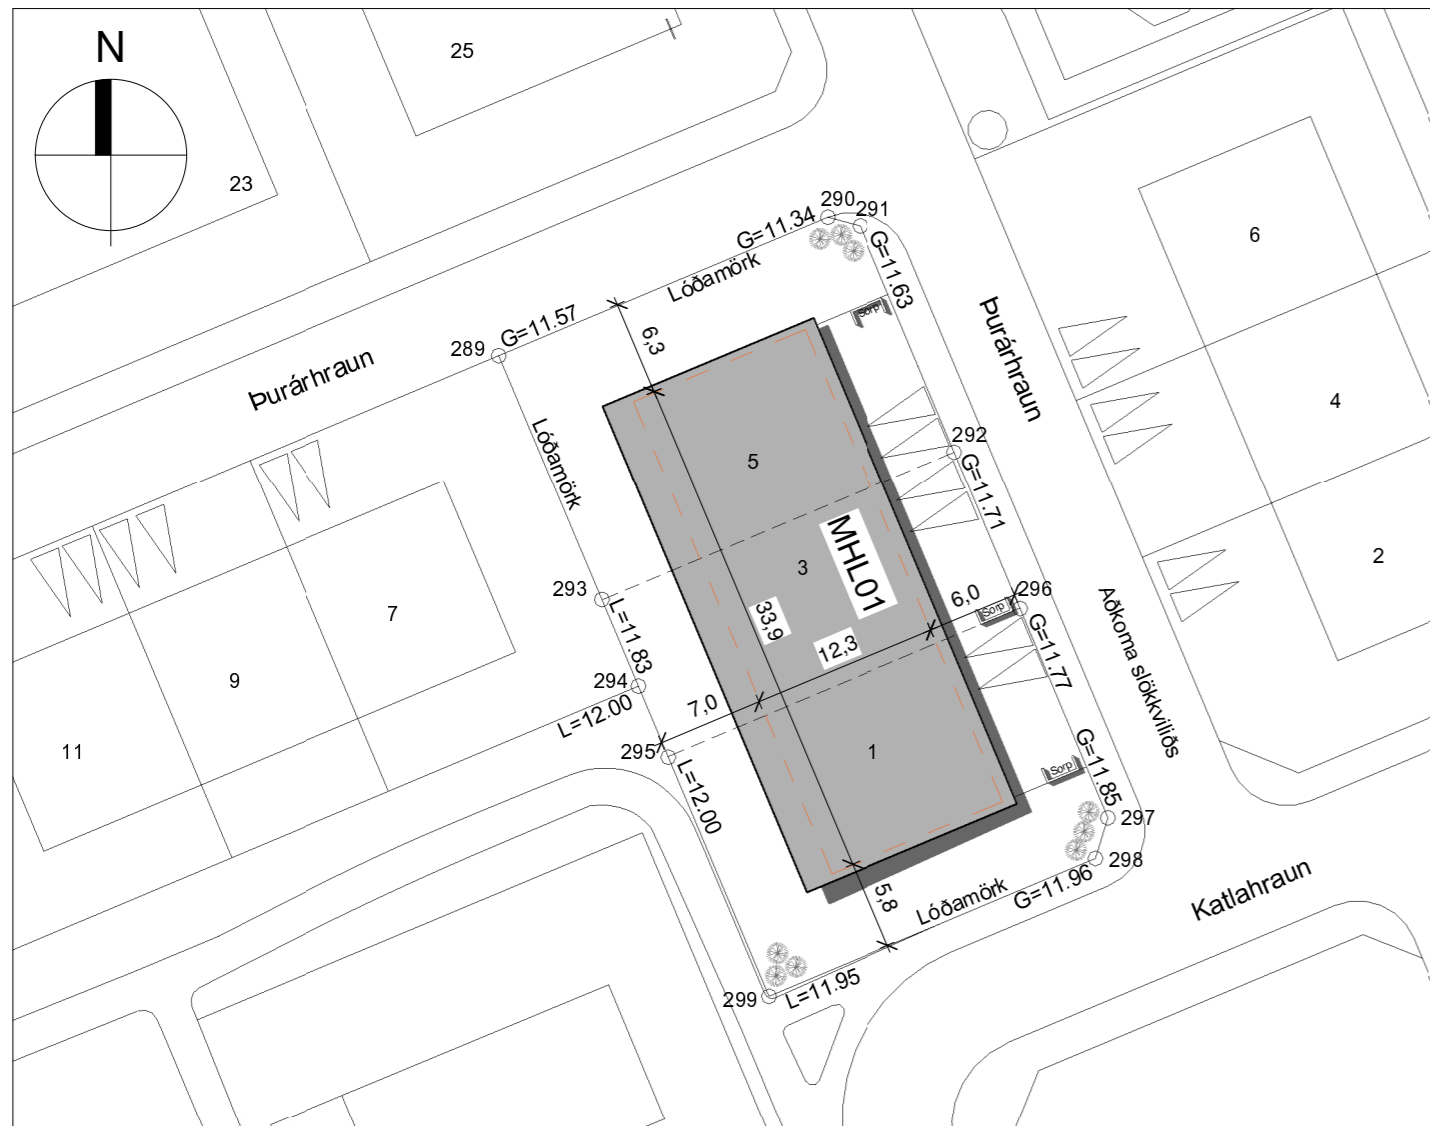 N
25
23
290
291
G=11.34
6
G=11.63
Lóðamörk
G=11.57
Sorp
Þurárhraun
289
6,3
Þurárhraun
4
Lóðamörk
292
5
G=11.71
2
3
MHL01
293
296
6,0
Sorp
Aðkoma slökkviliðs
7
L=11.83
33,9
12,3
G=11.77
9
294
L=12.00
7,0
11
295
1
L=12.00
Sorp
G=11.85
297
298
5,8
Lóðamörk
G=11.96
Katlahraun
299
L=11.95